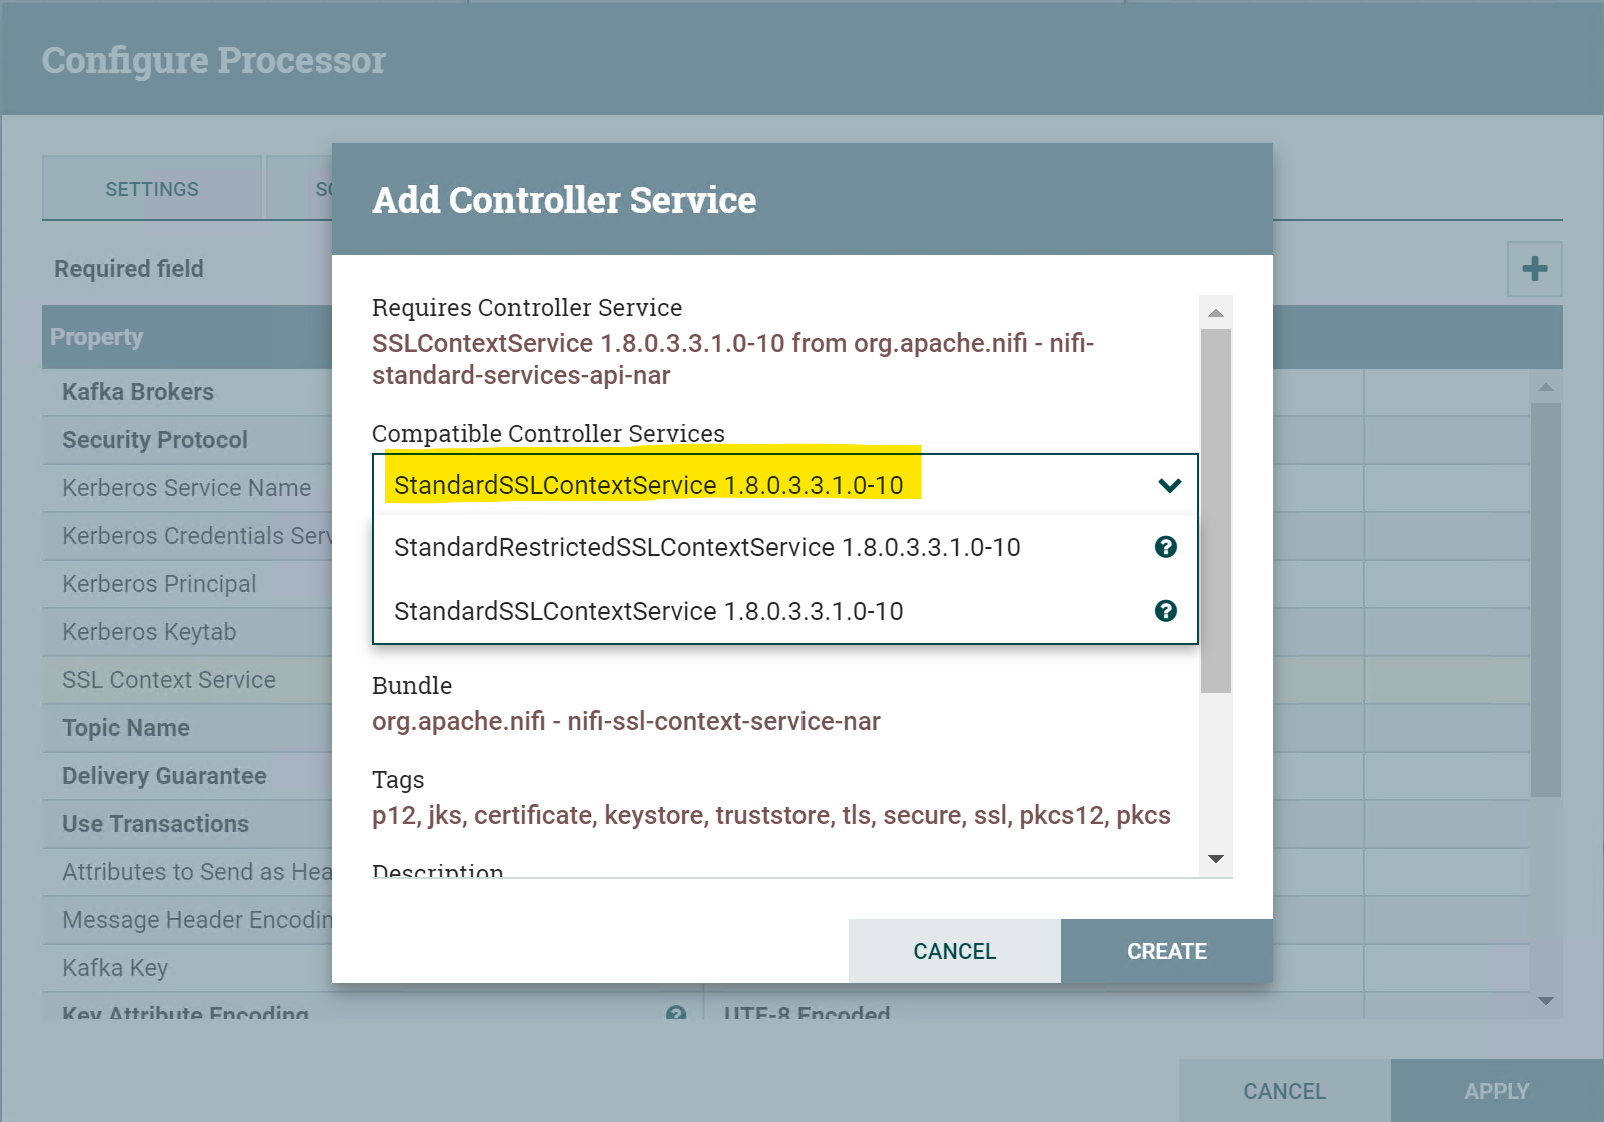 Configure Processor
SETTINGS
Required field
Property
Kafka Brokers
Security Protocol
Kerberos Service Name
Kerberos Credentials
Kerberos Principal
Kerberos Keytab
SSL Context Service
Topic Name
Delivery Guarantee
Use Transactions
Attributes to Send as
Message Header
Kafka Key
Key Attribute Encoding
UTF-8 Encoded
Add Controller Service
Requires Controller Service
SSLContextService 1.8.0.3.3.1.0-10 from org.apache.nifi - nifi-
standard-services-api-nar
Compatible Controller Services
StandardSSLContextService 1.8.0.3.3.1.0-10
StandardRestrictedSSLContextService 1.8.0.3.3.1.0-10
StandardSSLContextService 1.8.0.3.3.1.0-10
Bundle
org.apache.nifi - nifi-ssl-context-service-nar
Tags
p12, jks, certificate, keystore, truststore, tls, secure, ssl, pkcs12, pkcs
Description
CANCEL
CREATE
CANCEL
APPLY